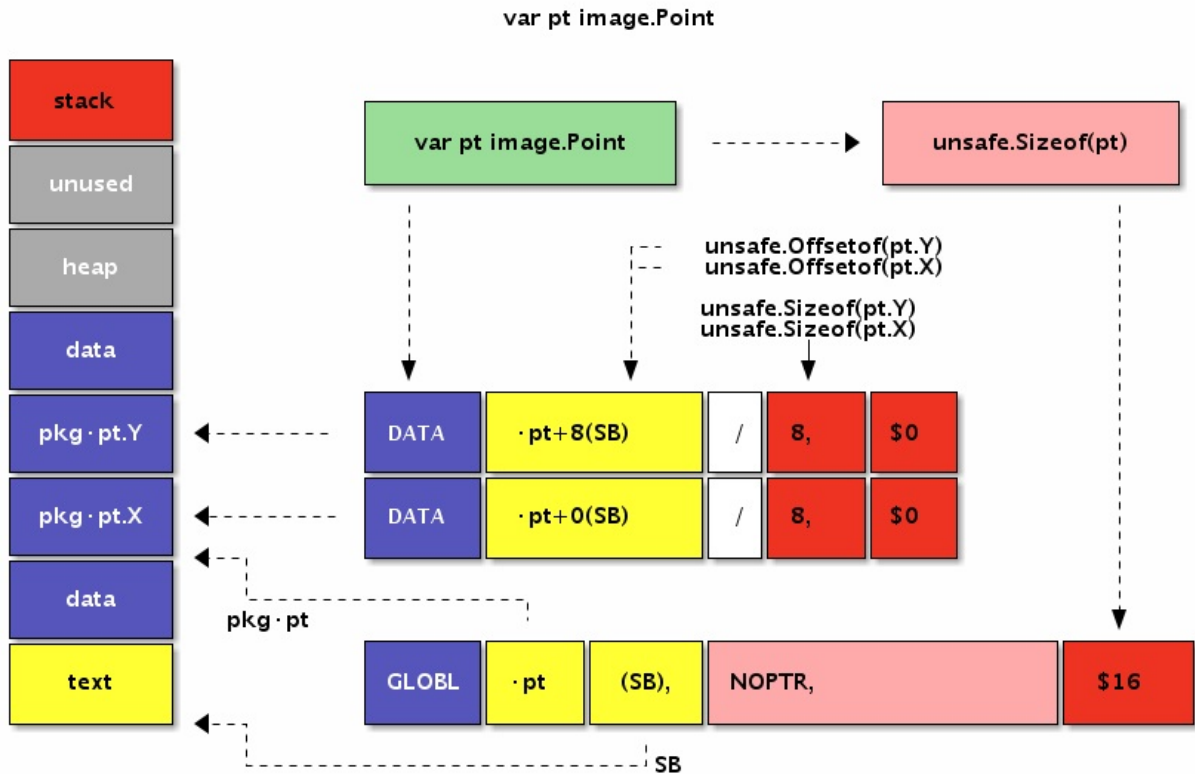 var pt image.Point
stack
unused
heap
data
pkg·pt.Y
pkg·pt.X
data
text
var pt image.Point
unsafe.Sizeof(pt)
unsafe.Offsetof(pt.Y)
unsafe.Offsetof(pt.X)
unsafe.Sizeof(pt.Y)
unsafe.Sizeof(pt.X)
DATA ·pt+8(SB) / 8, $0
DATA ·pt+0(SB) / 8, $0
pkg·pt
GLOBL ·pt (SB), NOPTR, $16
SB